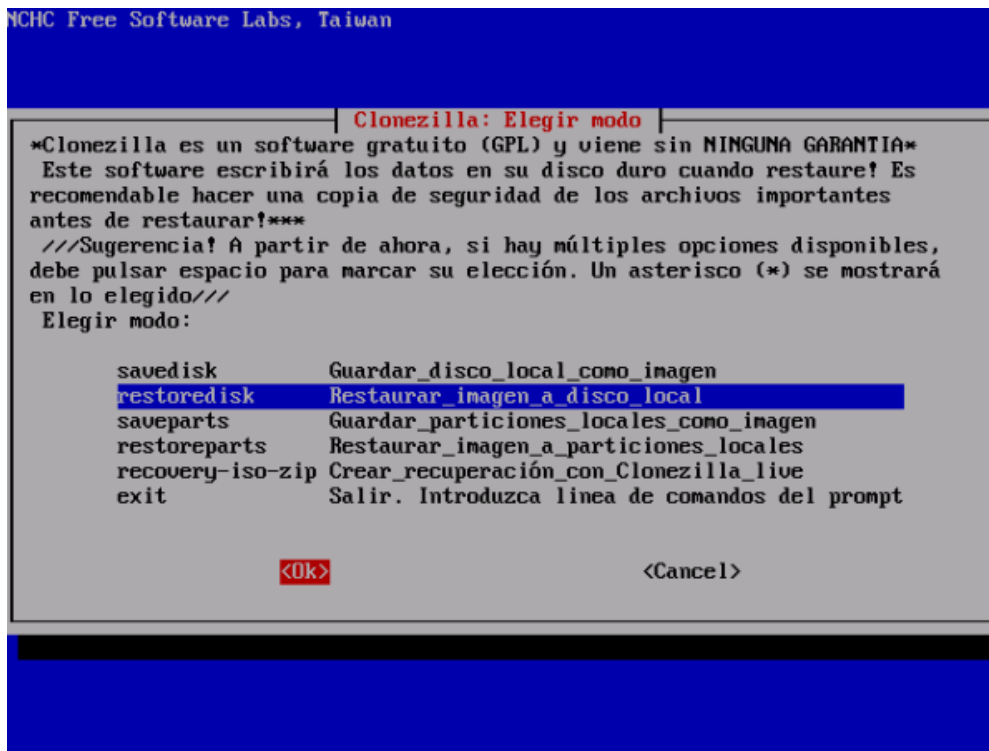 NCHC Free Software Labs, Taiwan
Clonezilla: Elegir modo
*Clonezilla es un software gratuito (GPL) y viene sin NINGUNA GARANTIA*
Este software escribirá los datos en su disco duro cuando restaure! Es
recomendable hacer una copia de seguridad de los archivos importantes
antes de restaurar!***
///Sugerencia! A partir de ahora, si hay múltiples opciones disponibles,
debe pulsar espacio para marcar su elección. Un asterisco (*) se mostrará
en lo elegido///
Elegir modo:
savedisk Guardar_disco_local_como_imagen
restoredisk Restaurar_imagen_a_disco_local
saveparts Guardar_particiones_locales_como_imagen
restoreparts Restaurar_imagen_a_particiones_locales
recovery-iso-zip Crear_recuperación_con_Clonezilla_live
exit Salir. Introduzca linea de comandos del prompt
<Ok> <Cancel>